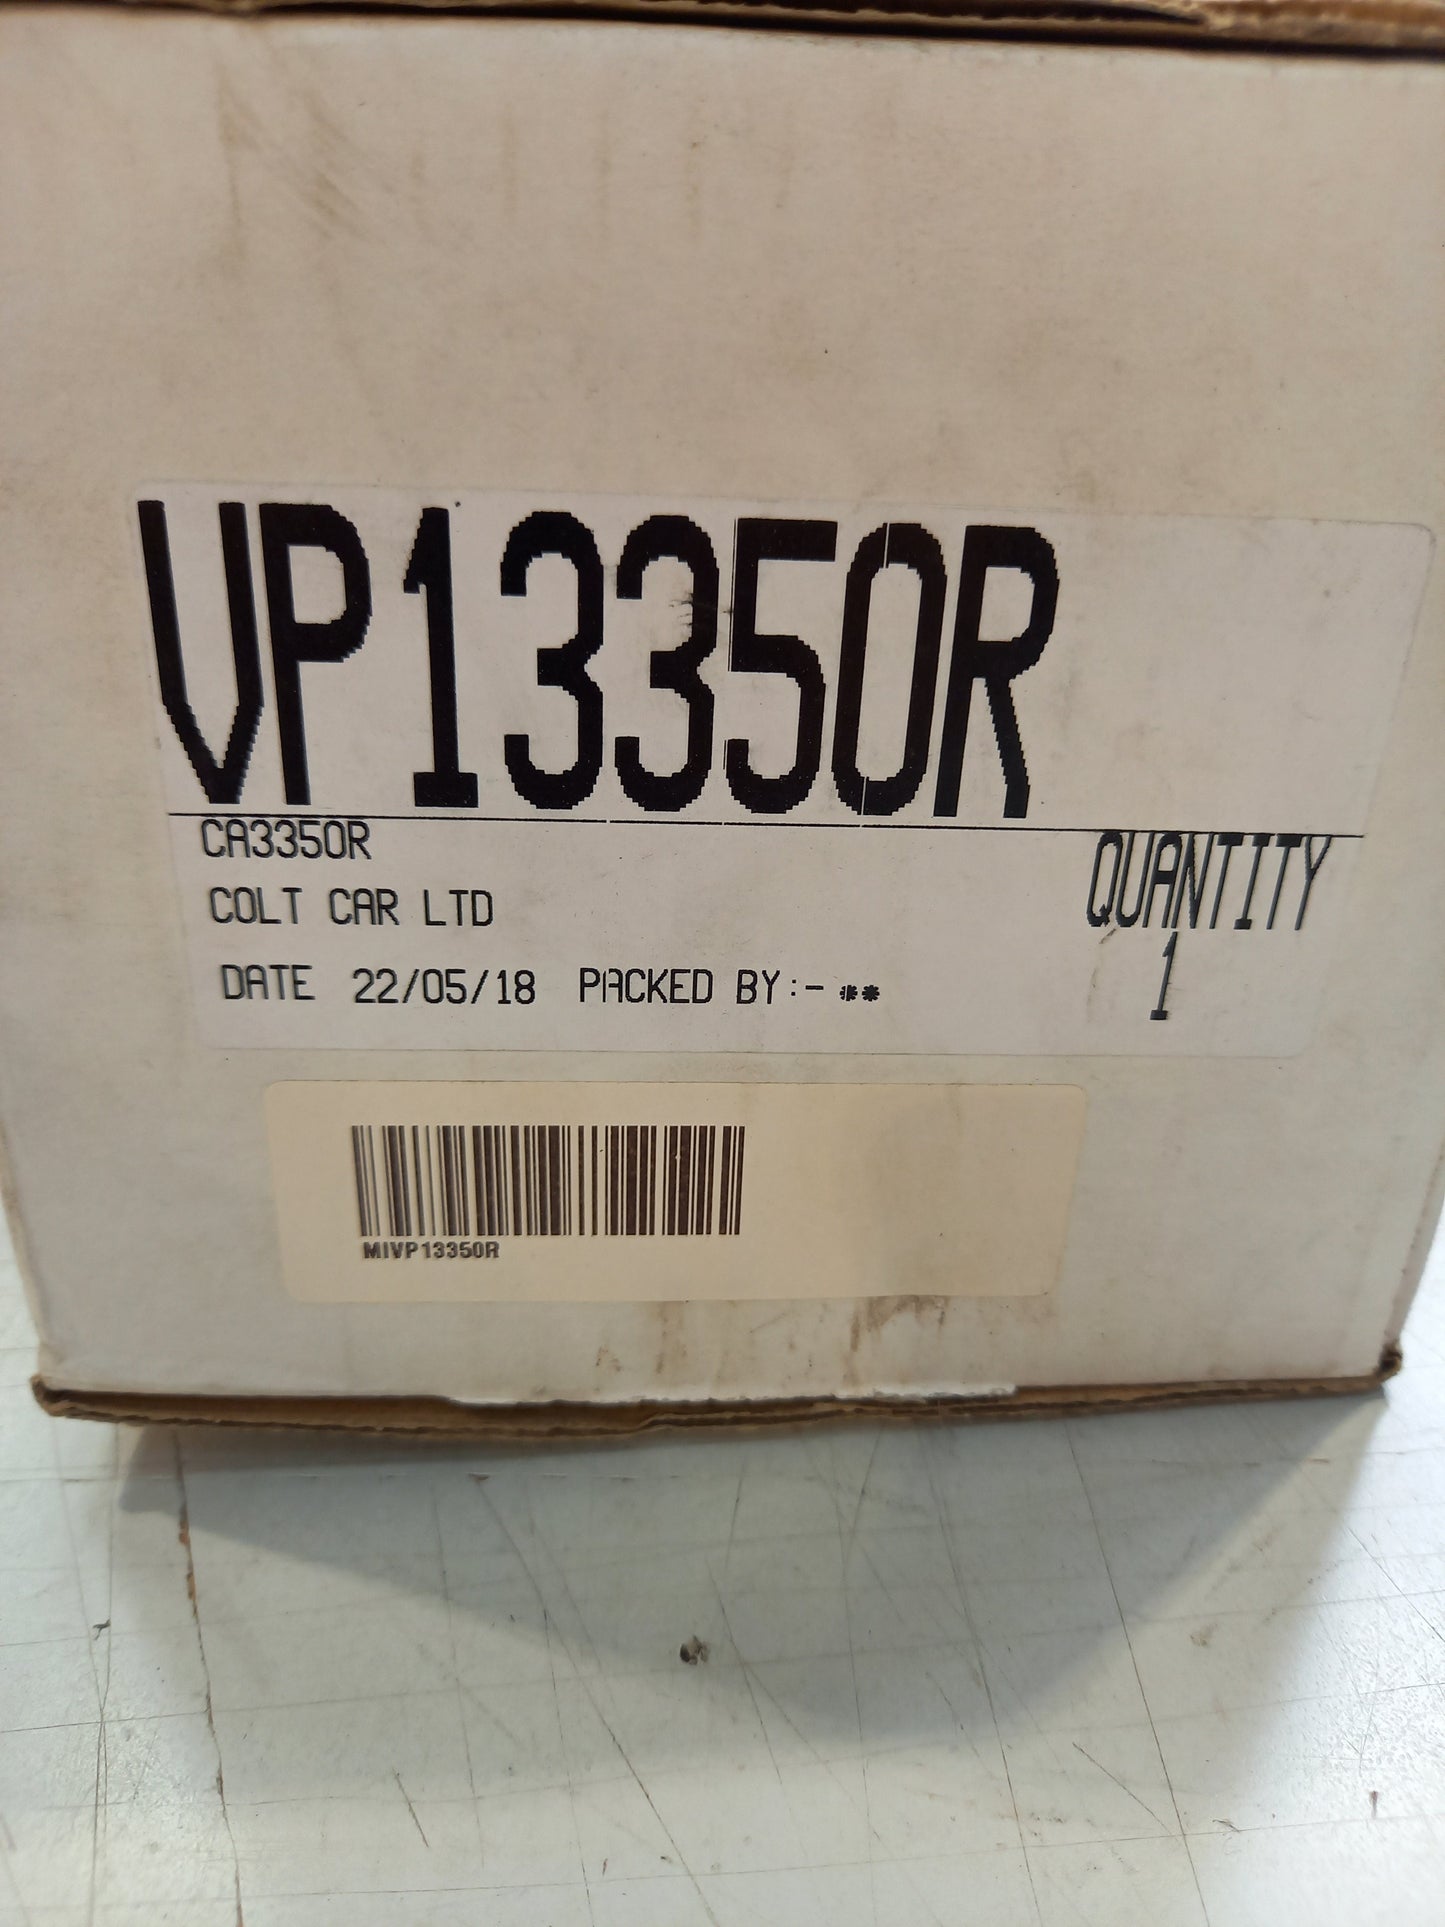 VP13350R
CA3350R
QUANTITY
COLT CAR LTD
1
DATE 22/05/18 PACKED BY:- **
MIVP13350R